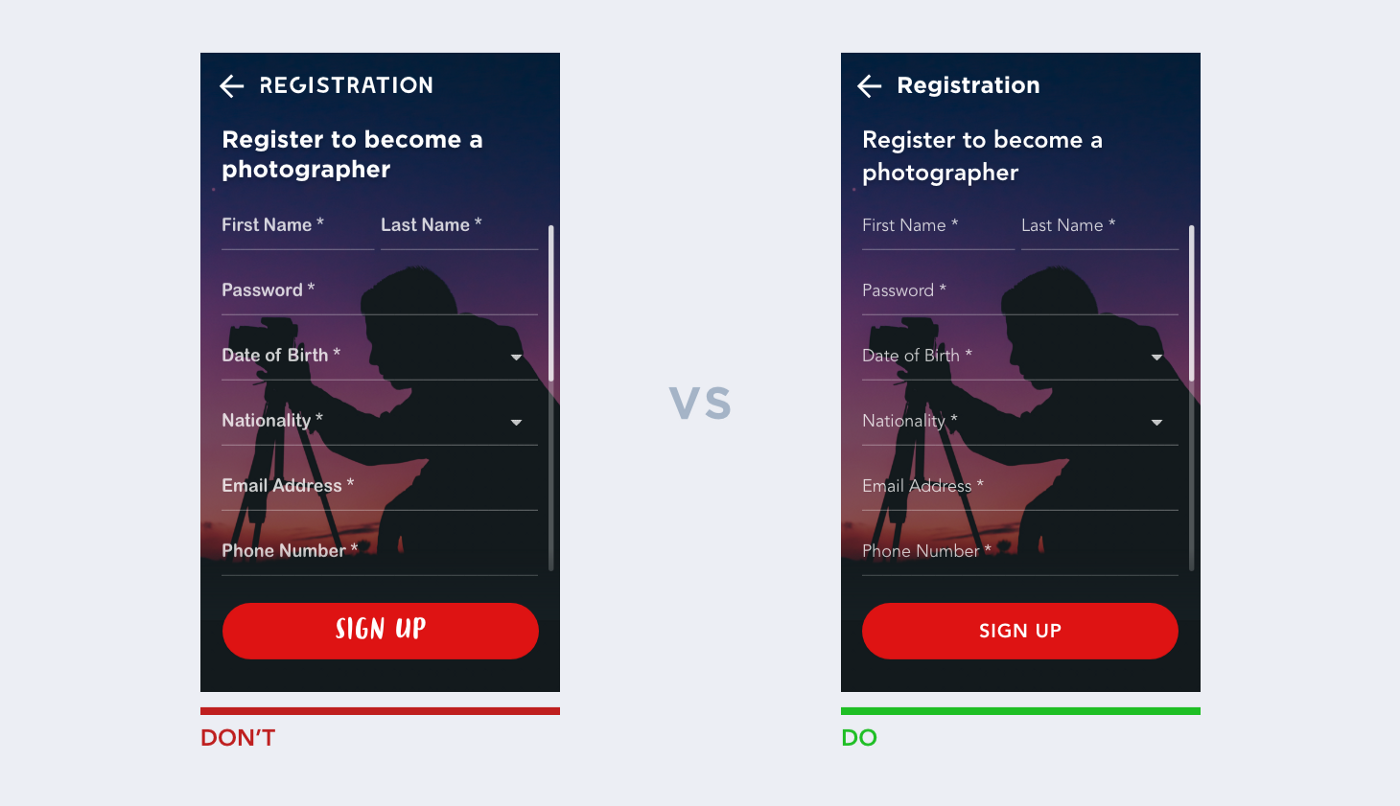 REGISTRATION
Register to become a
photographer
First Name *
Last Name *
Password *
Date of Birth *
Nationality *
Email Address *
Phone Number *
SIGN UP
DON'T
VS
Registration
Register to become a
photographer
First Name *
Last Name *
Password *
Date of Birth *
Nationality *
Email Address *
Phone Number *
SIGN UP
DO